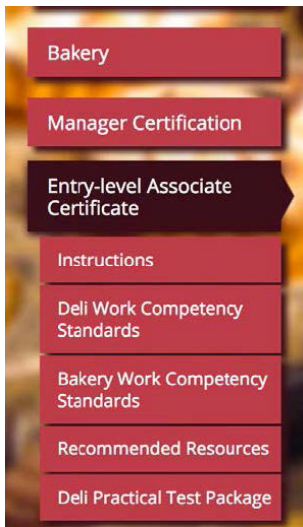 Bakery
Manager Certification
Entry-level Associate
Certificate
Instructions
Deli Work Competency
Standards
Bakery Work Competency
Standards
Recommended Resources
Deli Practical Test Package